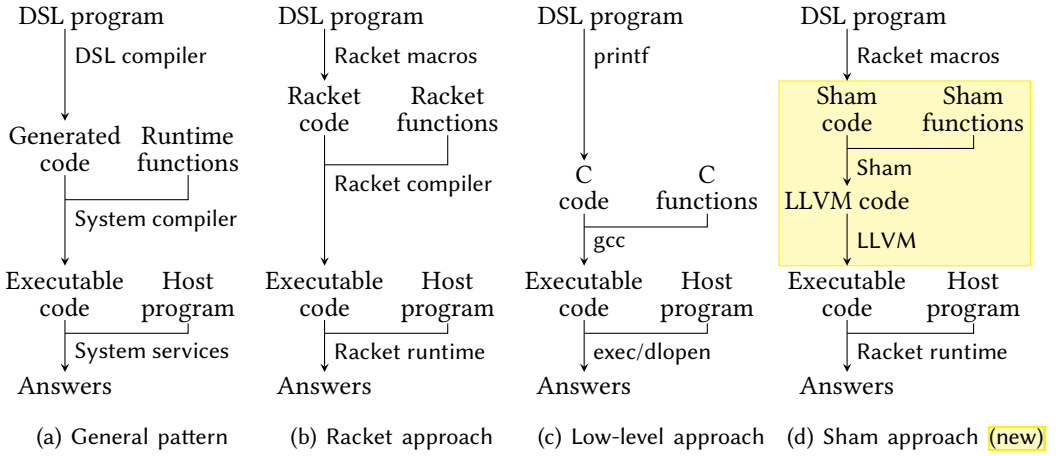 DSL program
DSL compiler
Generated
code
Runtime
functions
System compiler
Executable
code
Host
program
System services
Answers
(a) General pattern
DSL program
Racket macros
Racket
code
Racket
functions
Racket compiler
Executable
code
Host
program
Racket runtime
Answers
(b) Racket approach
DSL program
printf
C
code
C
functions
gcc
Executable
code
Host
program
exec/dlopen
Answers
(c) Low-level approach
DSL program
Racket macros
Sham
code
Sham
functions
Sham
LLVM code
LLVM
Executable
code
Host
program
Racket runtime
Answers
(d) Sham approach (new)